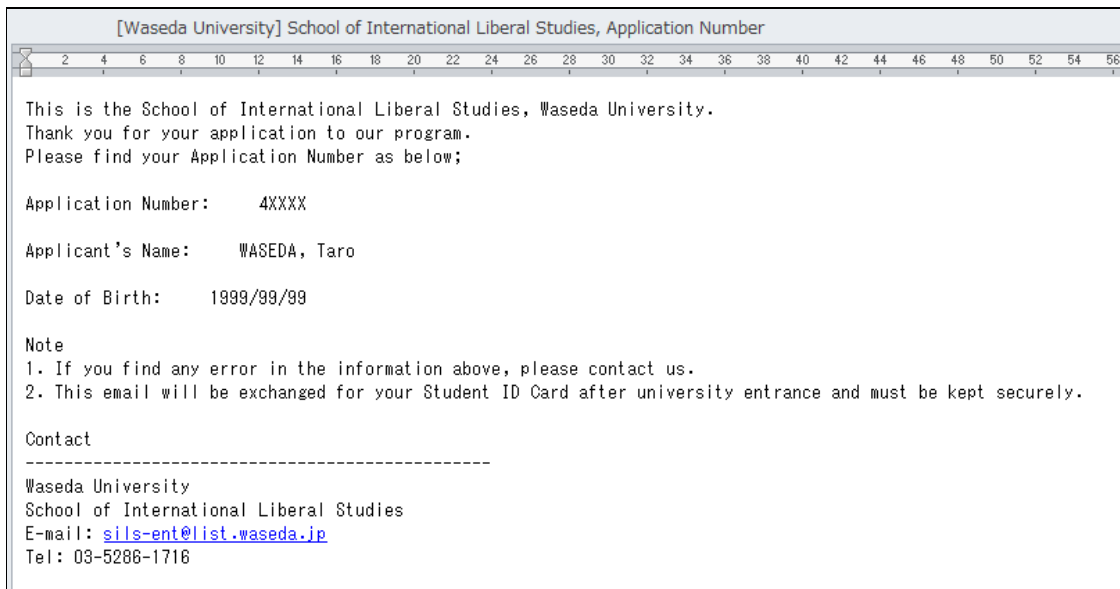 [Waseda University] School of International Liberal Studies, Application Number
2 4 6 8 10 12 14 16 18 20 22 24 26 28 30 32 34 36 38 40 42 44 46 48 50 52 54 56
This is the School of International Liberal Studies, Waseda University.
Thank you for your application to our program.
Please find your Application Number as below;
Application Number: 4XXXX
Applicant's Name: WASEDA, Taro
Date of Birth: 1999/99/99
Note
1. If you find any error in the information above, please contact us.
2. This email will be exchanged for your Student ID Card after university entrance and must be kept securely.
Contact
------------------------------------------------
Waseda University
School of International Liberal Studies
E-mail: sils-ent@list.waseda.jp
Tel: 03-5286-1716